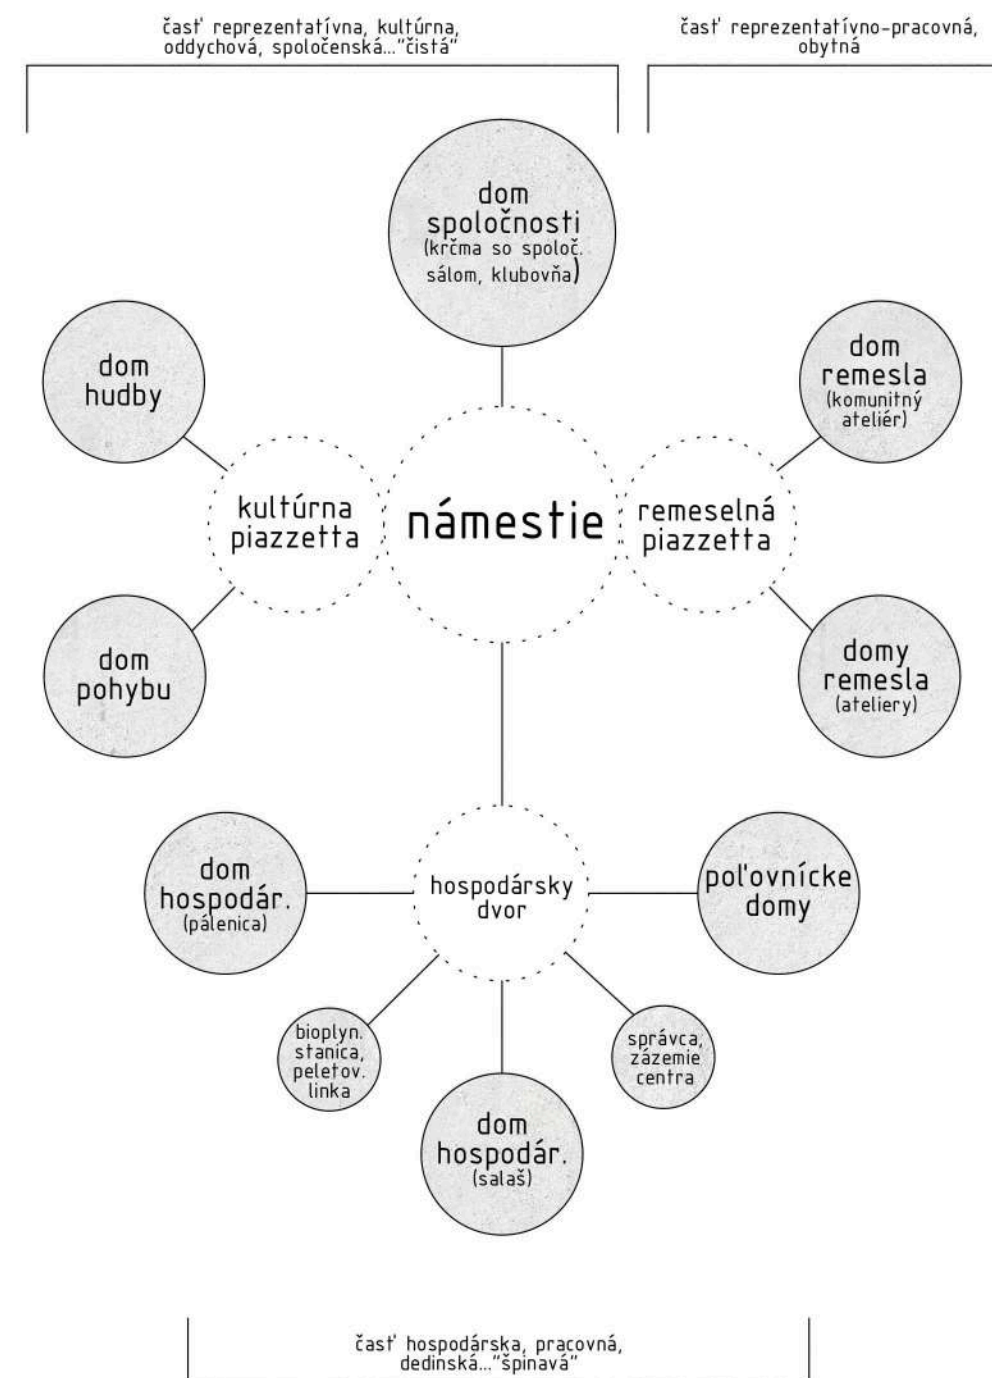 časť reprezentatívna, kultúrna,
oddychová, spoločenská..."čistá"
časť reprezentatívno-pracovná,
obytná
dom
spoločnosti
(krčma so spoloč.
sálom, klubovňa)
dom
hudby
dom
remesla
(komunitný
ateliér)
kultúrna
piazzetta
námestie
remeselná
piazzetta
dom
pohybu
domy
remesla
(ateliery)
dom
hospodár.
(pálenica)
hospodársky
dvor
poľovnícke
domy
bioplyn.
stanica,
peletov.
linka
správca,
zázemie
centra
dom
hospodár.
(salaš)
časť hospodárska, pracovná,
dedinská..."špinavá"